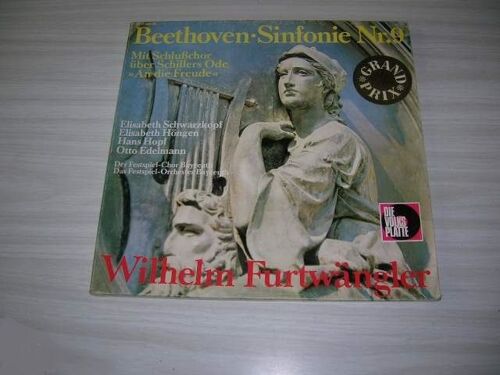 Beethoven·Sinfonie Nr.9
Mit Schlußchor
über Schillers Ode
»An die Freude«
GRAND
PRIX
Elisabeth Schwarzkopf
Elisabeth Höngen
Hans Hopf
Otto Edelmann
Der Festspiel-Chor Bayreuth
Das Festspiel-Orchester Bayreuth
DIE
VOLKS
PLATTE
Wilhelm Furtwängler